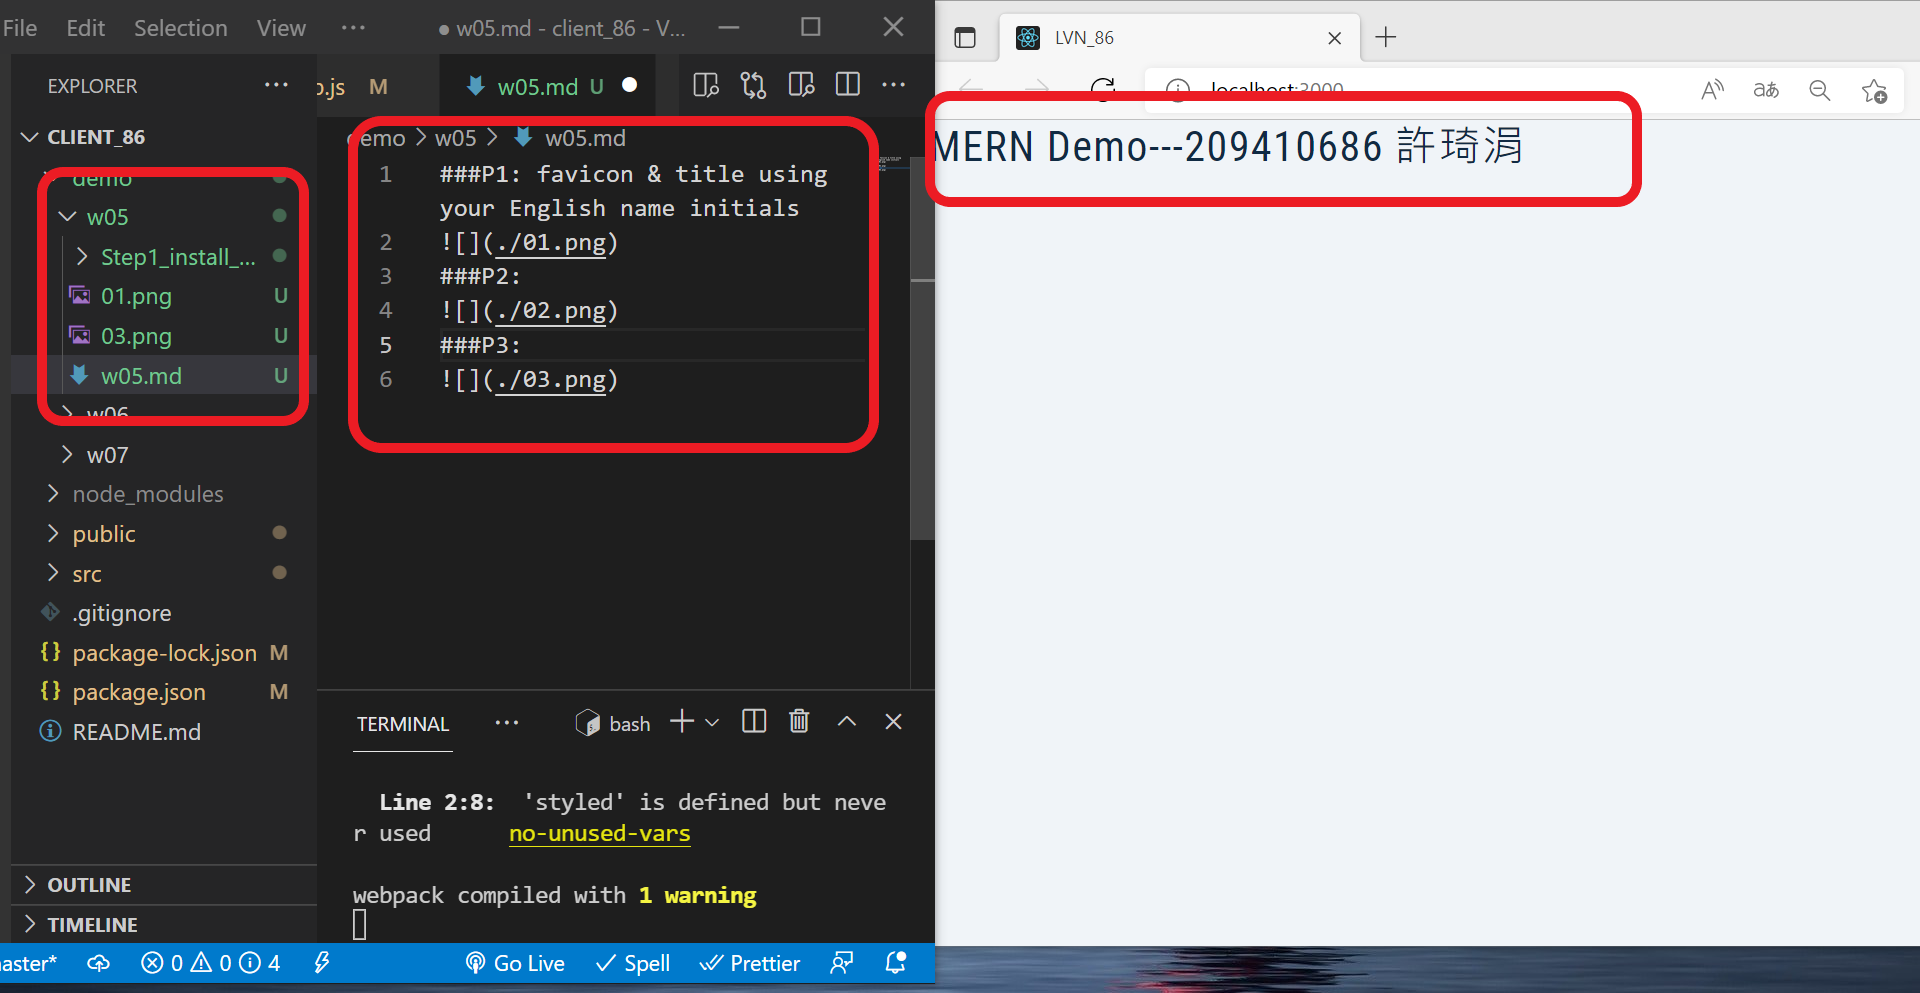 File Edit Selection View ··· ● w05.md - client_86 - V...
EXPLORER ···
CLIENT_86
demo
w05
Step1_install_...
01.png U
03.png U
w05.md U
w06
w07
node_modules
public
src
.gitignore
package-lock.json M
package.json M
README.md
OUTLINE
TIMELINE
p.js M
w05.md U
demo > w05 > w05.md
1 ###P1: favicon & title using
your English name initials
2 ![](./01.png)
3 ###P2:
4 ![](./02.png)
5 ###P3:
6 ![](./03.png)
TERMINAL ··· bash
Line 2:8: 'styled' is defined but neve
r used no-unused-vars
webpack compiled with 1 warning
aster* 0 0 4 Go Live Spell Prettier
LVN_86
localhost:3000
MERN Demo---209410686 許琦涓